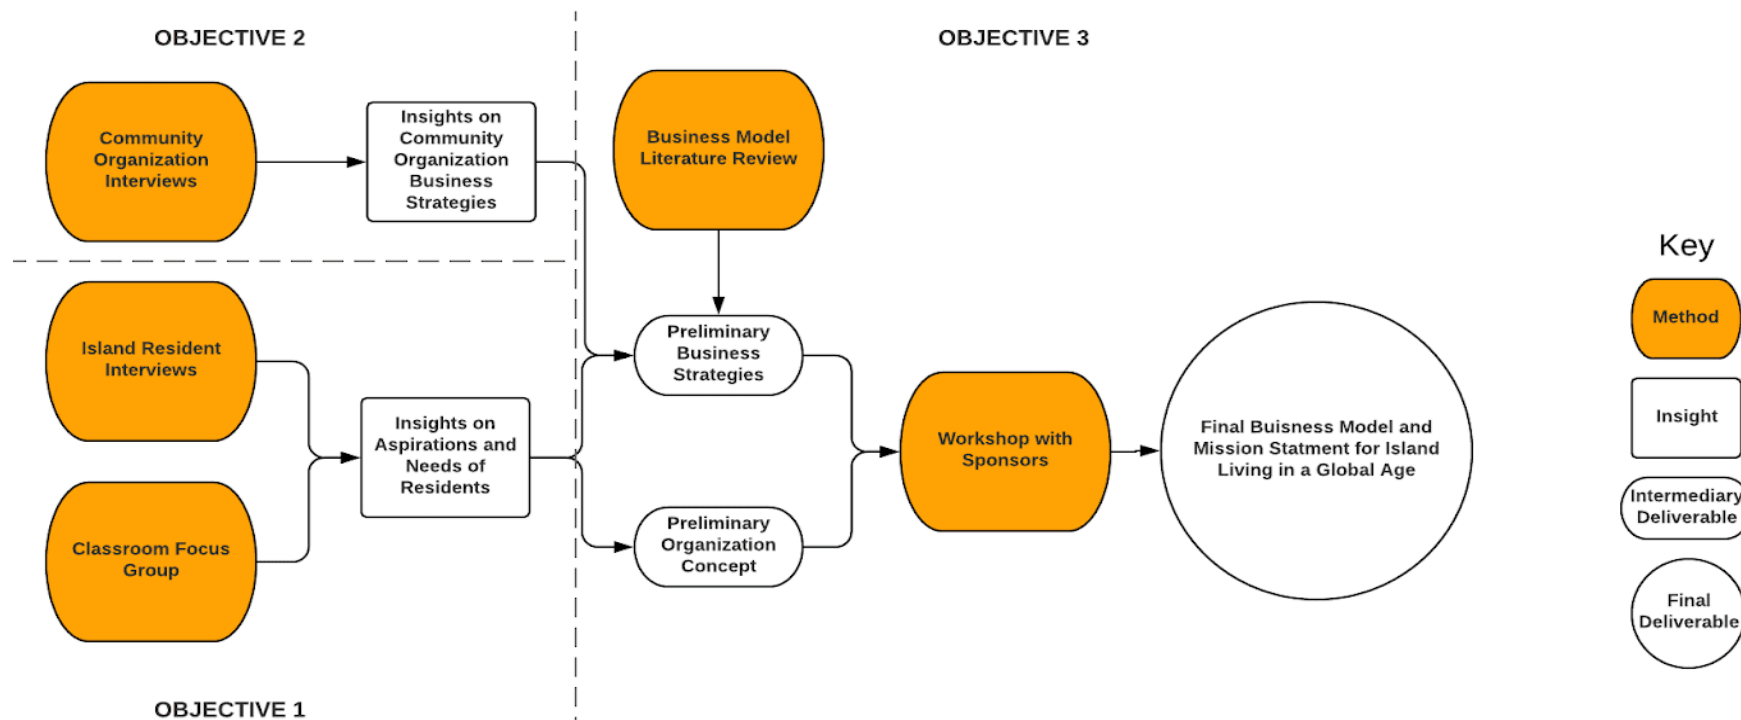 OBJECTIVE 2
Community
Organization
Interviews
Insights on
Community
Organization
Business
Strategies
Island Resident
Interviews
Classroom Focus
Group
Insights on
Aspirations and
Needs of
Residents
OBJECTIVE 1
OBJECTIVE 3
Business Model
Literature Review
Preliminary
Business
Strategies
Preliminary
Organization
Concept
Workshop with
Sponsors
Final Buisness Model and
Mission Statment for Island
Living in a Global Age
Key
Method
Insight
Intermediary
Deliverable
Final
Deliverable